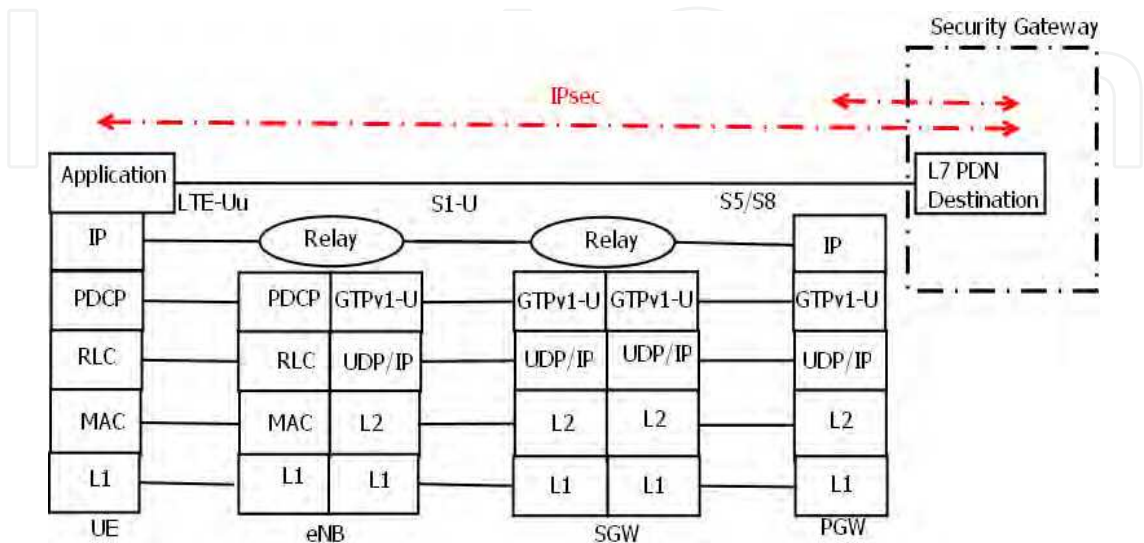 Security Gateway
IPsec
Application
L7 PDN
Destination
LTE-Uu
S1-U
S5/S8
IP
Relay
Relay
IP
PDCP
PDCP
GTPv1-U
GTPv1-U
GTPv1-U
GTPv1-U
RLC
RLC
UDP/IP
UDP/IP
UDP/IP
UDP/IP
MAC
MAC
L2
L2
L2
L2
L1
L1
L1
L1
L1
L1
UE
eNB
SGW
PGW